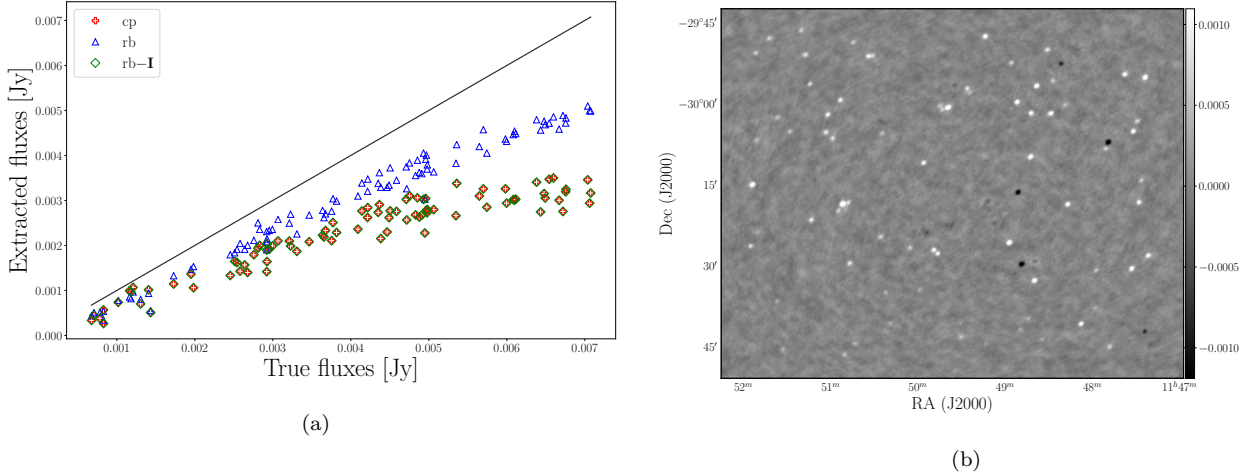 cp
rb
rb−I
Extracted fluxes [Jy]
0.007
0.006
0.005
0.004
0.003
0.002
0.001
0.000
0.001 0.002 0.003 0.004 0.005 0.006 0.007
True fluxes [Jy]
(a)
Dec (J2000)
−29°45′
−30°00′
15′
30′
45′
52ᵐ 51ᵐ 50ᵐ 49ᵐ 48ᵐ 11ʰ47ᵐ
RA (J2000)
0.0010
0.0005
0.0000
−0.0005
−0.0010
(b)